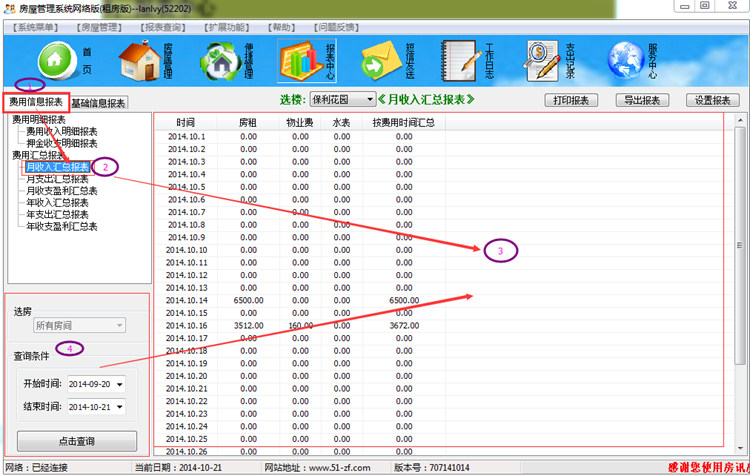 房屋管理系统网络版(租房版)--lanlvy(52202)
【系统菜单】 【房屋管理】 【报表查询】 【扩展功能】 【帮助】 【问题反馈】
首页 房屋管理 便捷管理 报表中心 短信发送 工作日志 支出记录 服务中心
1
费用信息报表 基础信息报表
选楼: 保利花园 《月收入汇总报表》 打印报表 导出报表 设置报表
费用明细报表
费用收入明细报表
押金收支明细报表
费用汇总报表
月收入汇总报表 2
月支出汇总报表
月收支盈利汇总表
年收入汇总报表
年支出汇总报表
年收支盈利汇总表
时间 房租 物业费 水表 按费用时间汇总
2014.10.1 0.00 0.00 0.00 0.00
2014.10.2 0.00 0.00 0.00 0.00
2014.10.3 0.00 0.00 0.00 0.00
2014.10.4 0.00 0.00 0.00 0.00
2014.10.5 0.00 0.00 0.00 0.00
2014.10.6 0.00 0.00 0.00 0.00
2014.10.7 0.00 0.00 0.00 0.00
2014.10.8 0.00 0.00 0.00 0.00
2014.10.9 0.00 0.00 0.00 0.00
2014.10.10 0.00 0.00 0.00 0.00
3
2014.10.11 0.00 0.00 0.00 0.00
2014.10.12 0.00 0.00 0.00 0.00
2014.10.13 0.00 0.00 0.00 0.00
2014.10.14 6500.00 0.00 0.00 6500.00
2014.10.15 0.00 0.00 0.00 0.00
2014.10.16 3512.00 160.00 0.00 3672.00
2014.10.17 0.00 0.00 0.00 0.00
2014.10.18 0.00 0.00 0.00 0.00
2014.10.19 0.00 0.00 0.00 0.00
2014.10.20 0.00 0.00 0.00 0.00
2014.10.21 0.00 0.00 0.00 0.00
2014.10.22 0.00 0.00 0.00 0.00
2014.10.23 0.00 0.00 0.00 0.00
2014.10.24 0.00 0.00 0.00 0.00
2014.10.25 0.00 0.00 0.00 0.00
2014.10.26 0.00 0.00 0.00 0.00
选房
所有房间
4
查询条件
开始时间: 2014-09-20
结束时间: 2014-10-21
点击查询
网络：已经连接 当前日期：2014-10-21 网站地址：www.51-zf.com 版本号：707141014 感谢您使用房讯